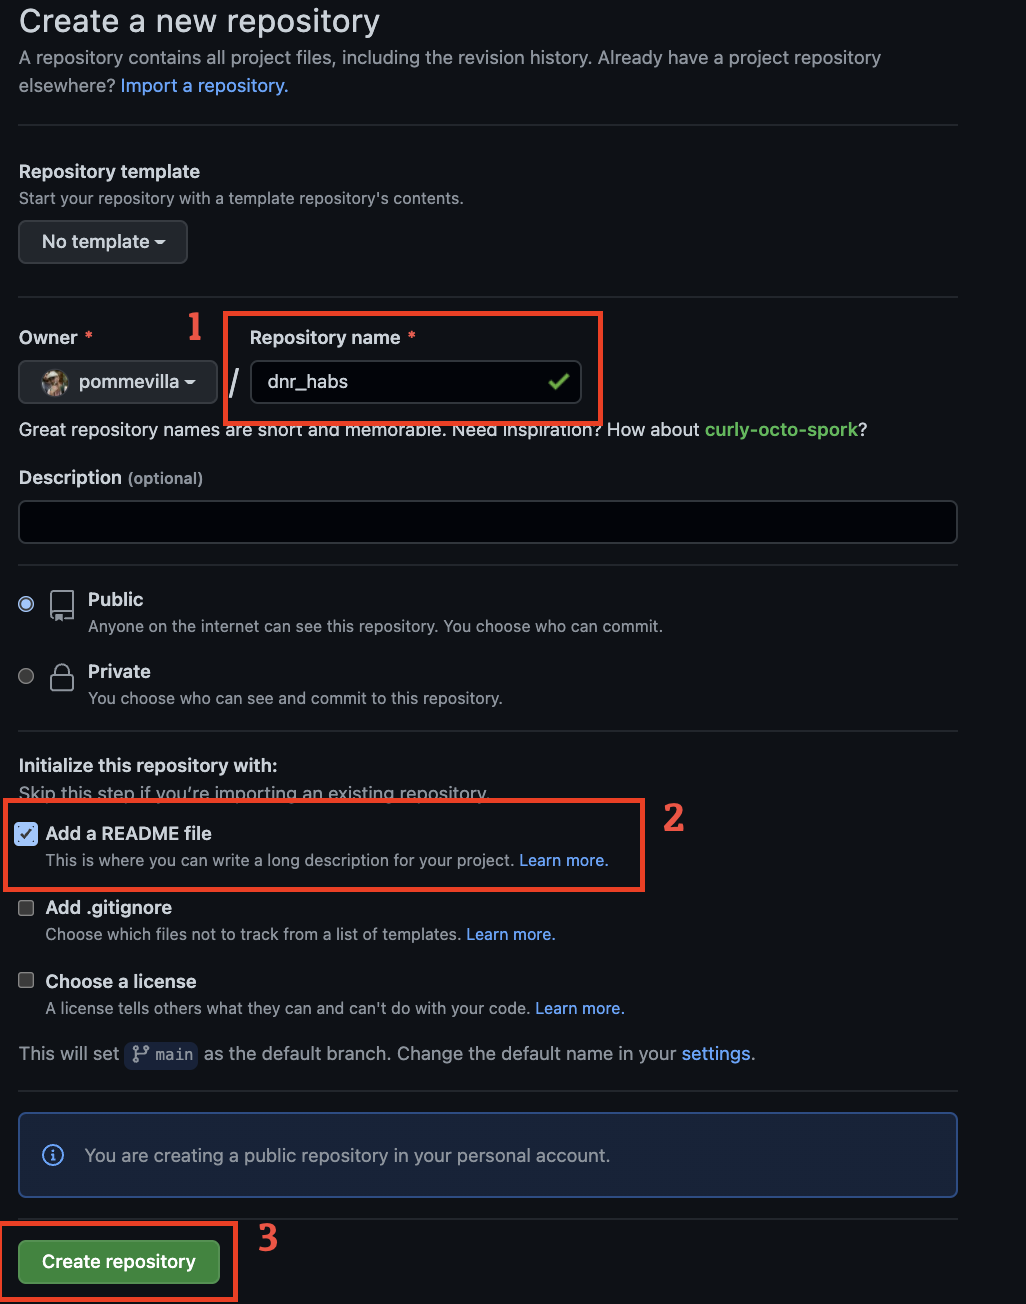 Create a new repository
A repository contains all project files, including the revision history. Already have a project repository
elsewhere? Import a repository.
Repository template
Start your repository with a template repository's contents.
No template
1
Owner *
Repository name *
pommevilla
/
dnr_habs
Great repository names are short and memorable. Need inspiration? How about curly-octo-spork?
Description (optional)
Public
Anyone on the internet can see this repository. You choose who can commit.
Private
You choose who can see and commit to this repository.
Initialize this repository with:
Skip this step if you're importing an existing repository.
2
Add a README file
This is where you can write a long description for your project. Learn more.
Add .gitignore
Choose which files not to track from a list of templates. Learn more.
Choose a license
A license tells others what they can and can't do with your code. Learn more.
This will set main as the default branch. Change the default name in your settings.
You are creating a public repository in your personal account.
3
Create repository